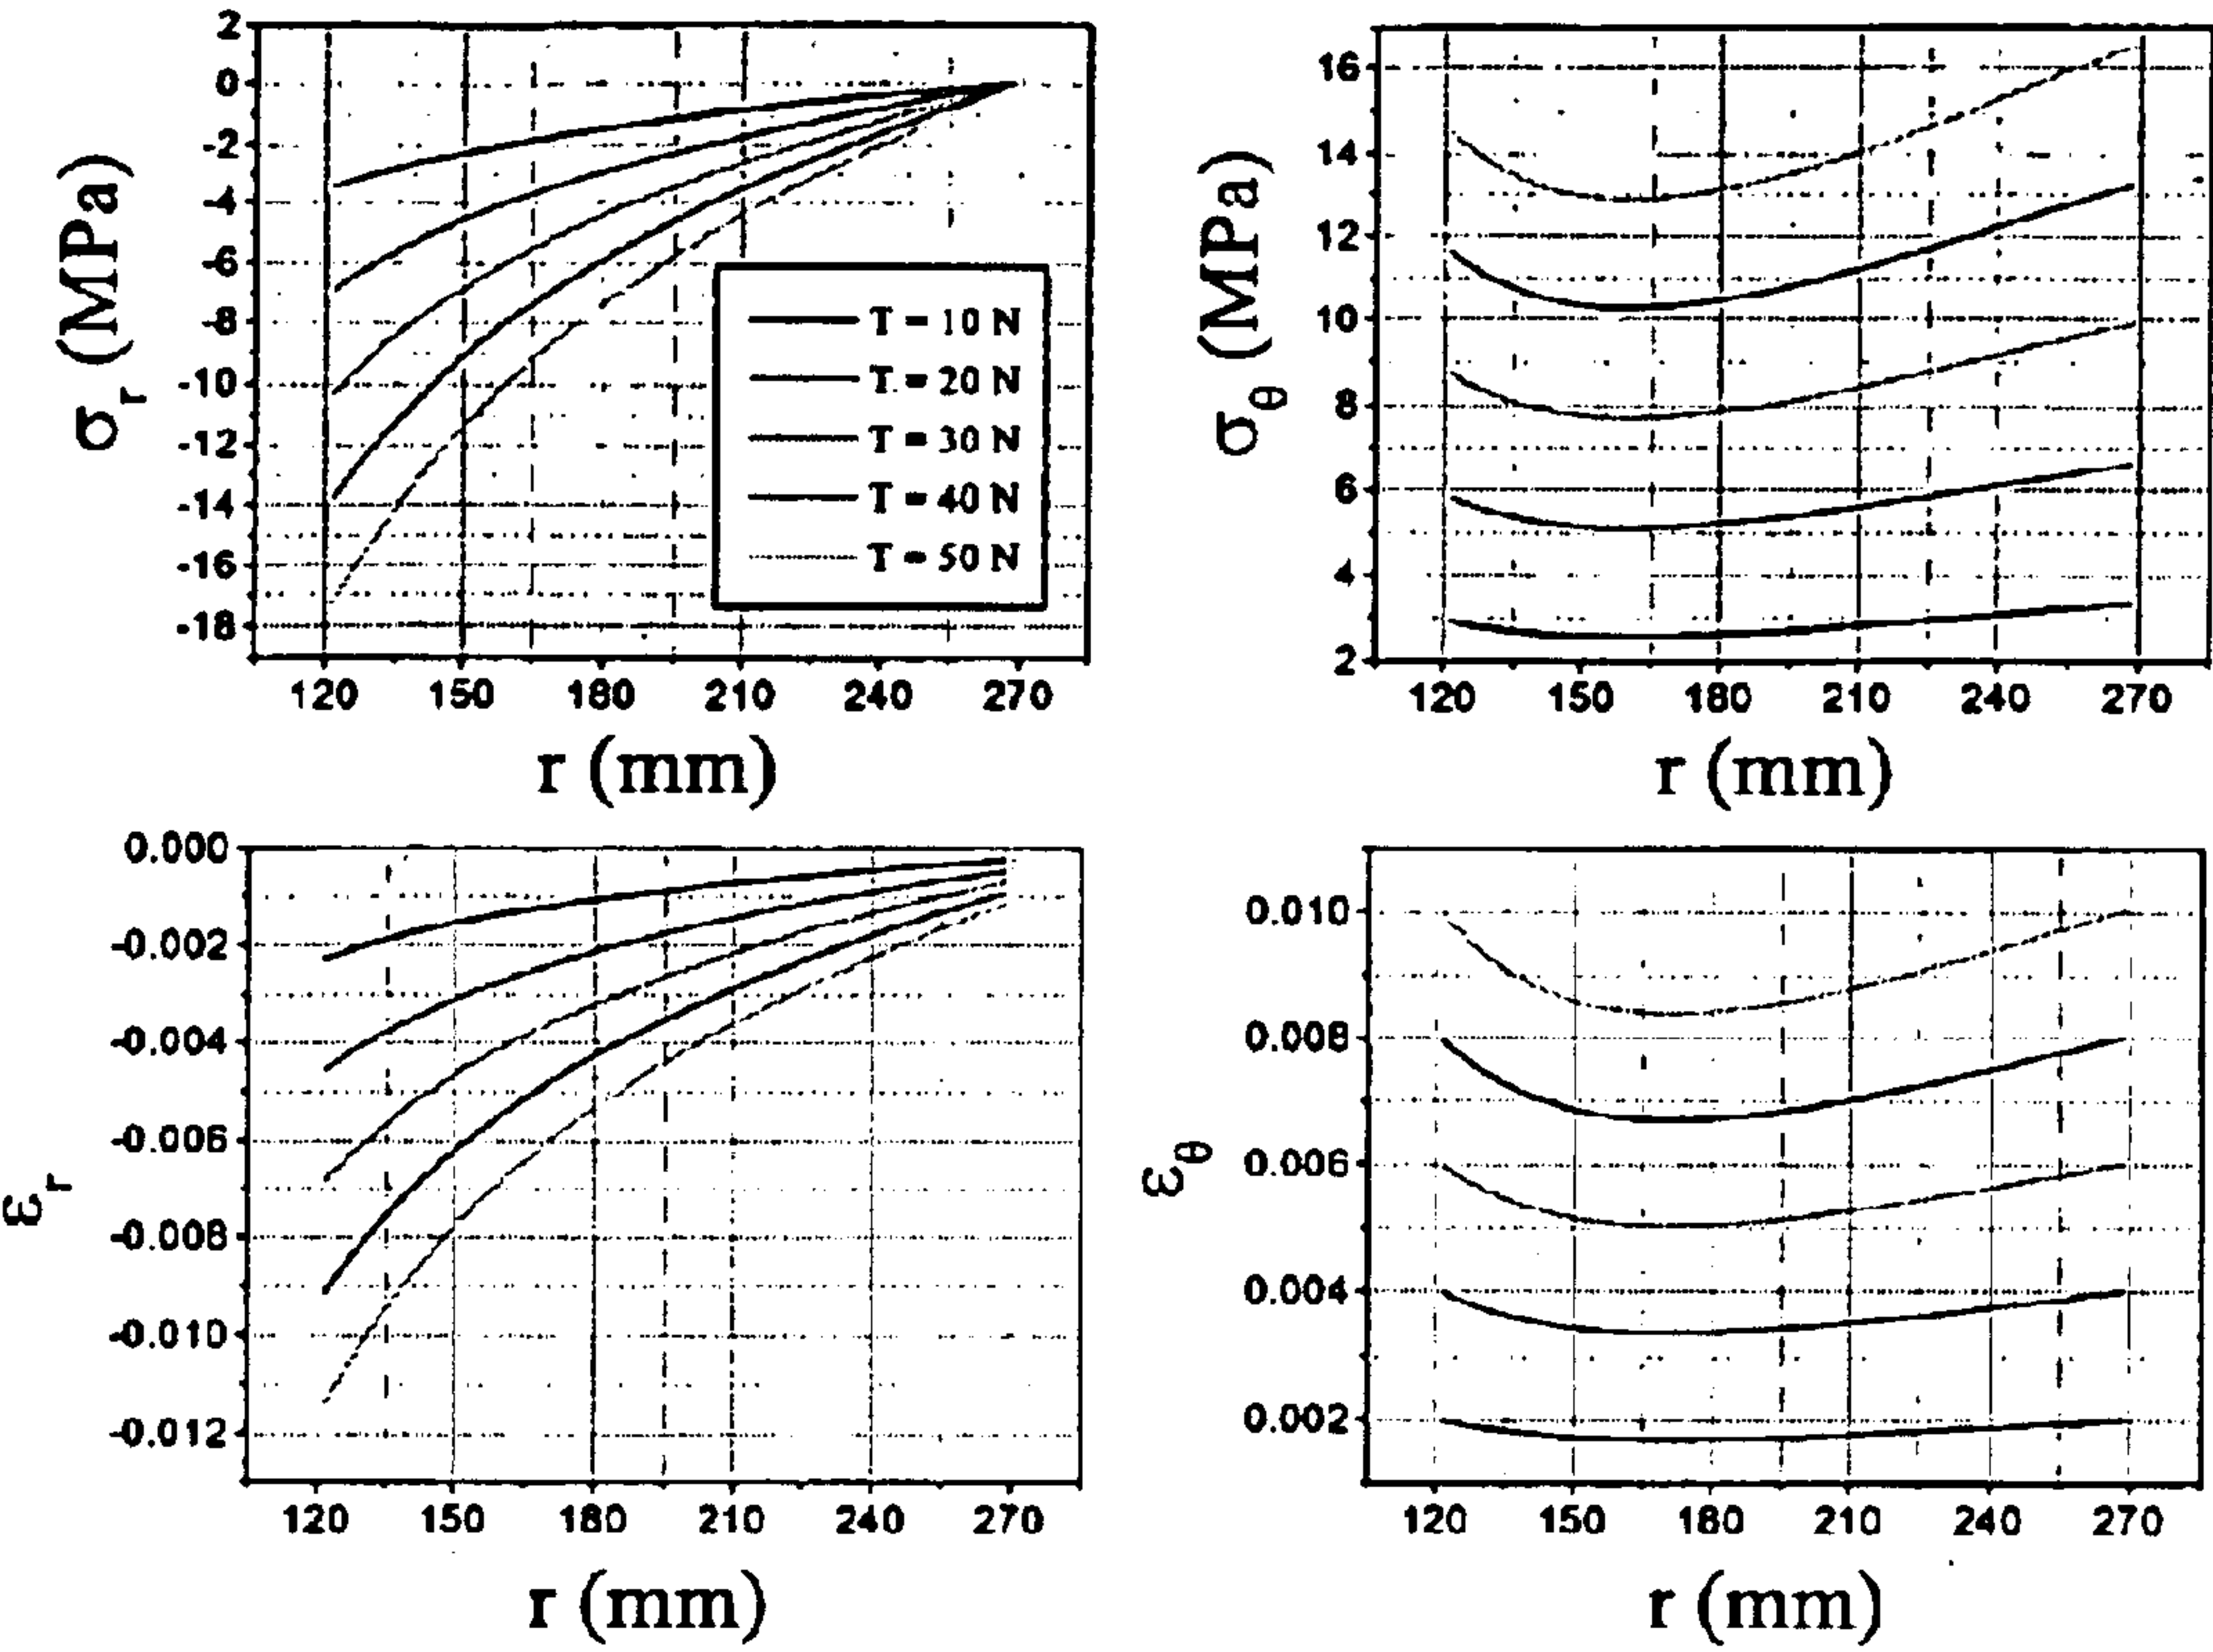 2
0
-2
-4
-6
-8
-10
-12
-14
-16
-18
σr (MPa)
T = 10 N
T = 20 N
T = 30 N
T = 40 N
T = 50 N
120 150 180 210 240 270
r (mm)
16
14
12
10
8
6
4
2
σθ (MPa)
120 150 180 210 240 270
r (mm)
0.000
-0.002
-0.004
-0.006
-0.008
-0.010
-0.012
εr
120 150 180 210 240 270
r (mm)
0.010
0.008
0.006
0.004
0.002
εθ
120 150 180 210 240 270
r (mm)